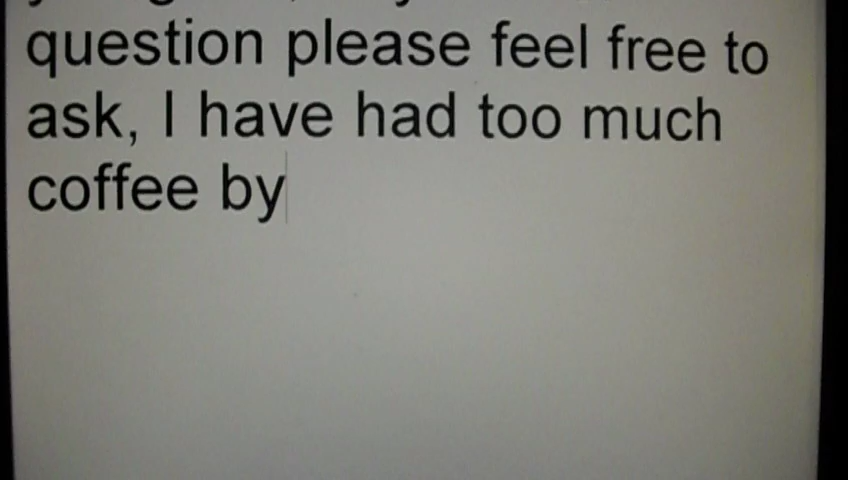 question please feel free to
ask, I have had too much
coffee by